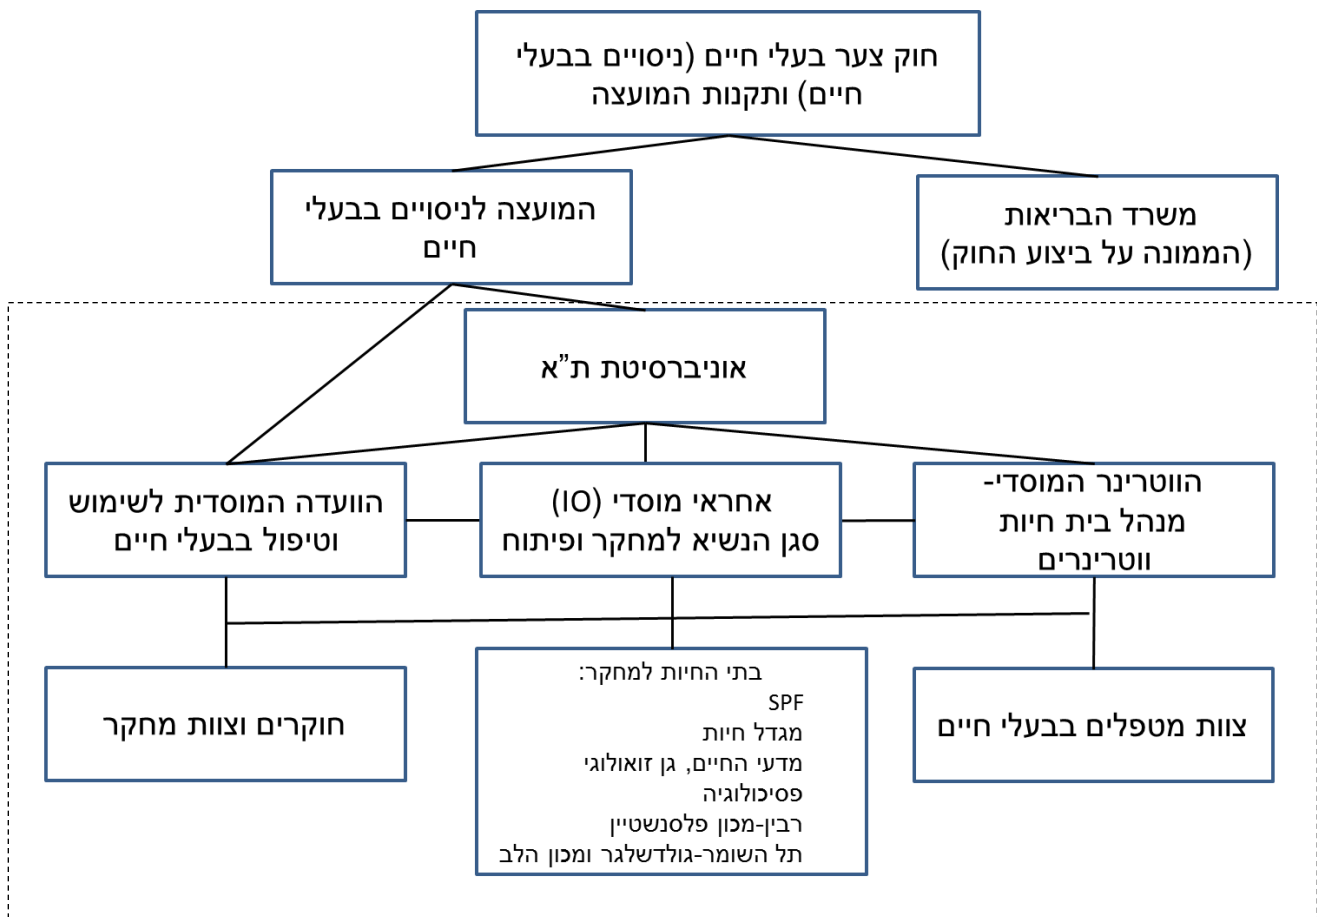 חוק צער בעלי חיים (ניסויים בבעלי
חיים) ותקנות המועצה
המועצה לניסויים בבעלי
חיים
משרד הבריאות
(הממונה על ביצוע החוק)
אוניברסיטת ת"א
הווטרינר המוסדי-
מנהל בית חיות
ווטרינרים
אחראי מוסדי (IO)
סגן הנשיא למחקר ופיתוח
הוועדה המוסדית לשימוש
וטיפול בבעלי חיים
צוות מטפלים בבעלי חיים
בתי החיות למחקר:
SPF
מגדל חיות
מדעי החיים, גן זואולוגי
פסיכולוגיה
רבין-מכון פלסנשטיין
תל השומר-גולדשלגר ומכון הלב
חוקרים וצוות מחקר